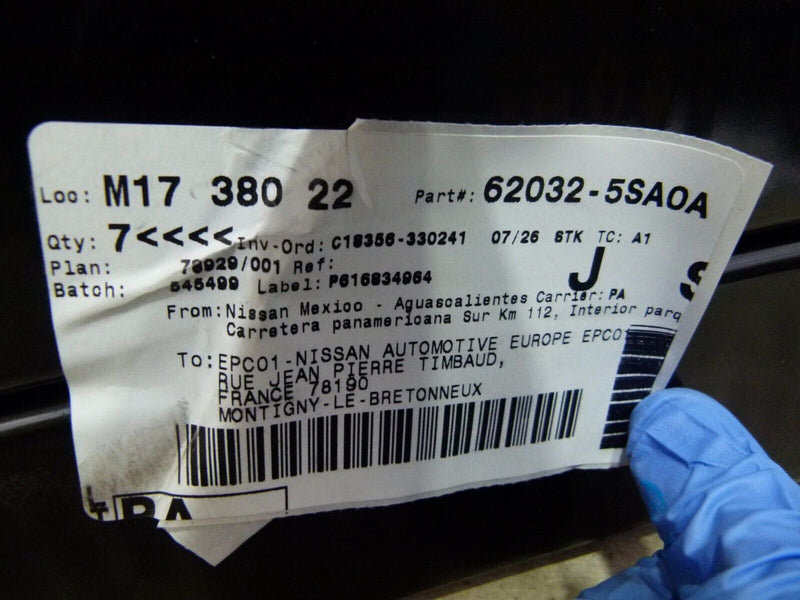 Loc: M17 380 22 Part#: 62032-5SA0A
Qty: 7<<<< Inv-Ord: C18356-330241 07/26 STK TC: A1
Plan: 78929/001 Ref:
Batch: 545499 Label: P616834964 J S
From: Nissan Mexico - Aguascalientes Carrier: PA
Carretera panamericana Sur Km 112, Interior parq
To: EPC01-NISSAN AUTOMOTIVE EUROPE EPC01
RUE JEAN PIERRE TIMBAUD,
FRANCE 78190
MONTIGNY-LE-BRETONNEUX